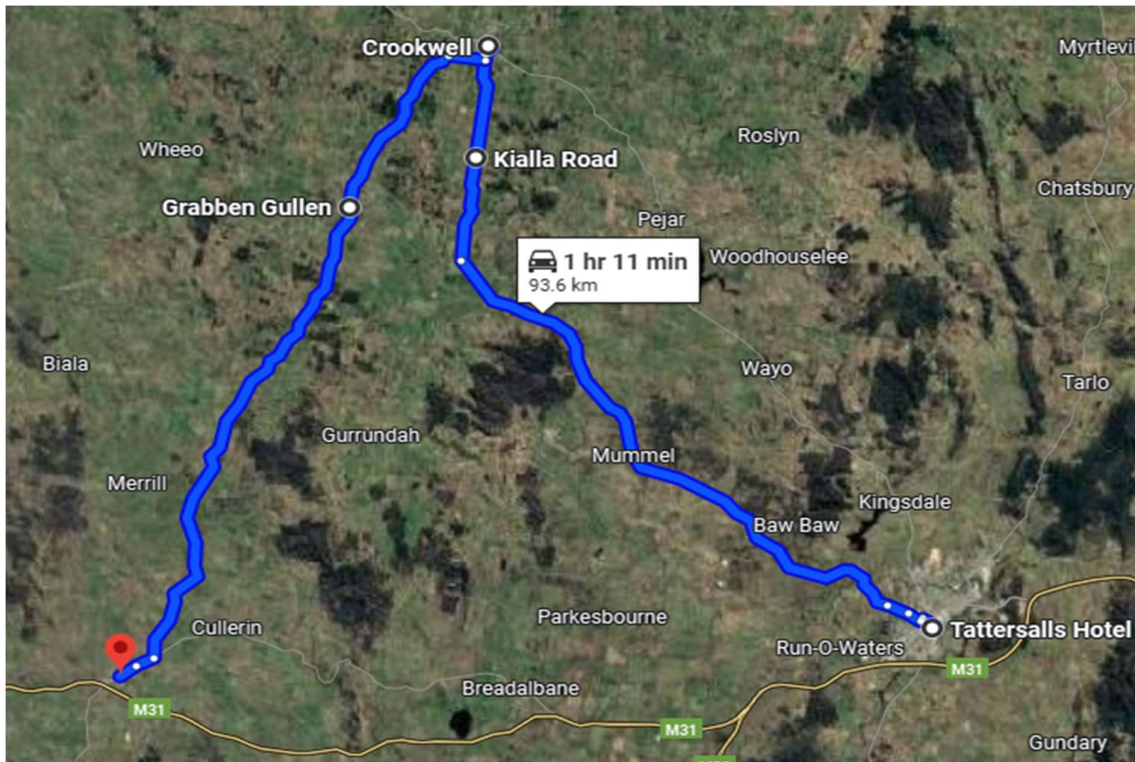 Crookwell
Myrtlevil
Wheeo
Roslyn
Kialla Road
Chatsbury
Grabben Gullen
Pejar
1 hr 11 min
93.6 km
Woodhouselee
Biala
Wayo
Tarlo
Gurrundah
Mummel
Merrill
Kingsdale
Baw Baw
Parkesbourne
Cullerin
Tattersalls Hotel
Run-O-Waters
M31
Breadalbane
M31
M31
Gundary